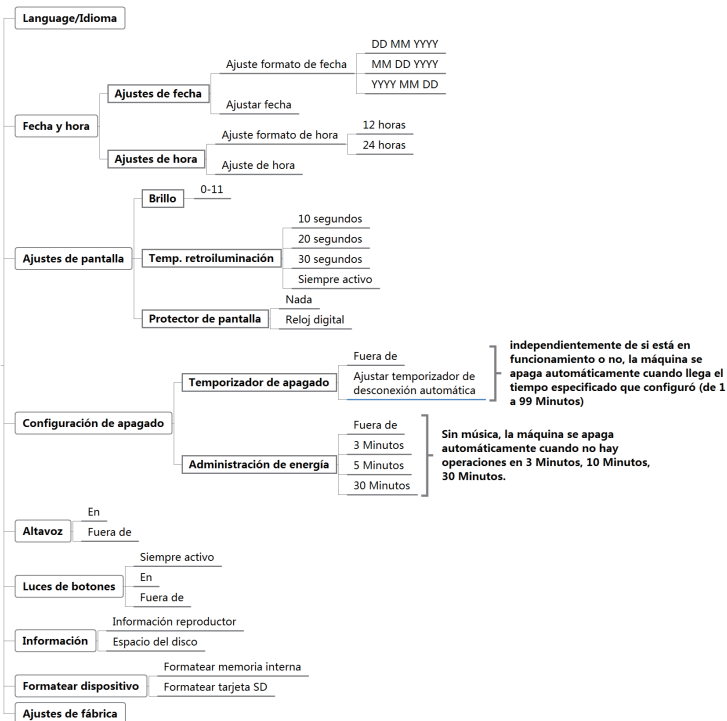 Language/Idioma
Fecha y hora
Ajustes de fecha
Ajuste formato de fecha
DD MM YYYY
MM DD YYYY
YYYY MM DD
Ajustar fecha
Ajustes de hora
Ajuste formato de hora
12 horas
24 horas
Ajuste de hora
Ajustes de pantalla
Brillo
0-11
Temp. retroiluminación
10 segundos
20 segundos
30 segundos
Siempre activo
Protector de pantalla
Nada
Reloj digital
Configuración de apagado
Temporizador de apagado
Fuera de
Ajustar temporizador de
desconexión automática
independientemente de si está en
funcionamiento o no, la máquina se
apaga automáticamente cuando llega el
tiempo especificado que configuró (de 1
a 99 Minutos)
Administración de energía
Fuera de
3 Minutos
5 Minutos
30 Minutos
Sin música, la máquina se apaga
automáticamente cuando no hay
operaciones en 3 Minutos, 10 Minutos,
30 Minutos.
Altavoz
En
Fuera de
Luces de botones
Siempre activo
En
Fuera de
Información
Información reproductor
Espacio del disco
Formatear dispositivo
Formatear memoria interna
Formatear tarjeta SD
Ajustes de fábrica